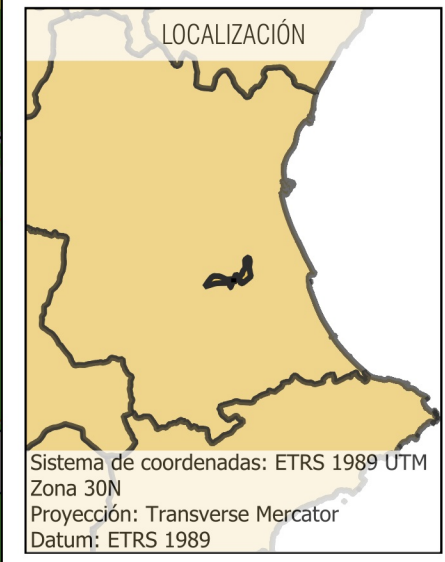 LOCALIZACIÓN
Sistema de coordenadas: ETRS 1989 UTM
Zona 30N
Proyección: Transverse Mercator
Datum: ETRS 1989